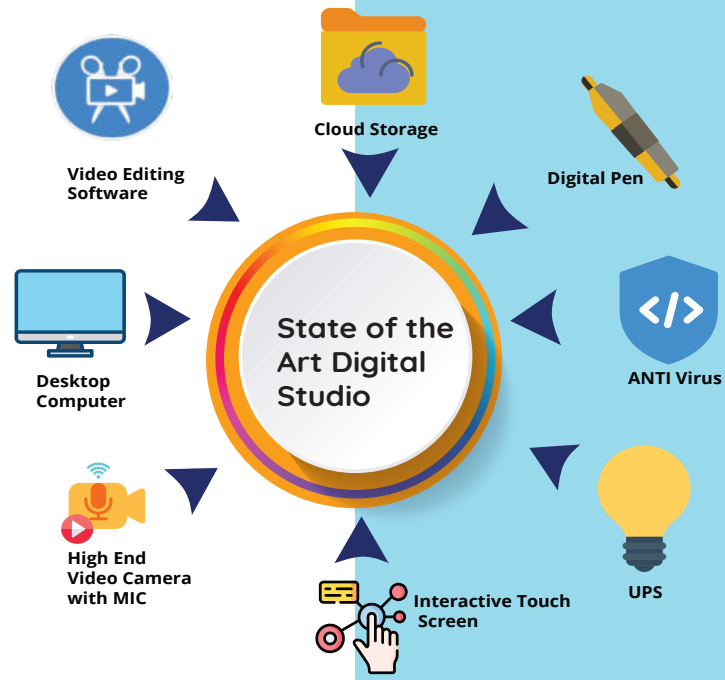 Cloud Storage
Video Editing
Software
Digital Pen
State of the
Art Digital
Studio
Desktop
Computer
</>
ANTI Virus
High End
Video Camera
with MIC
Interactive Touch
Screen
UPS